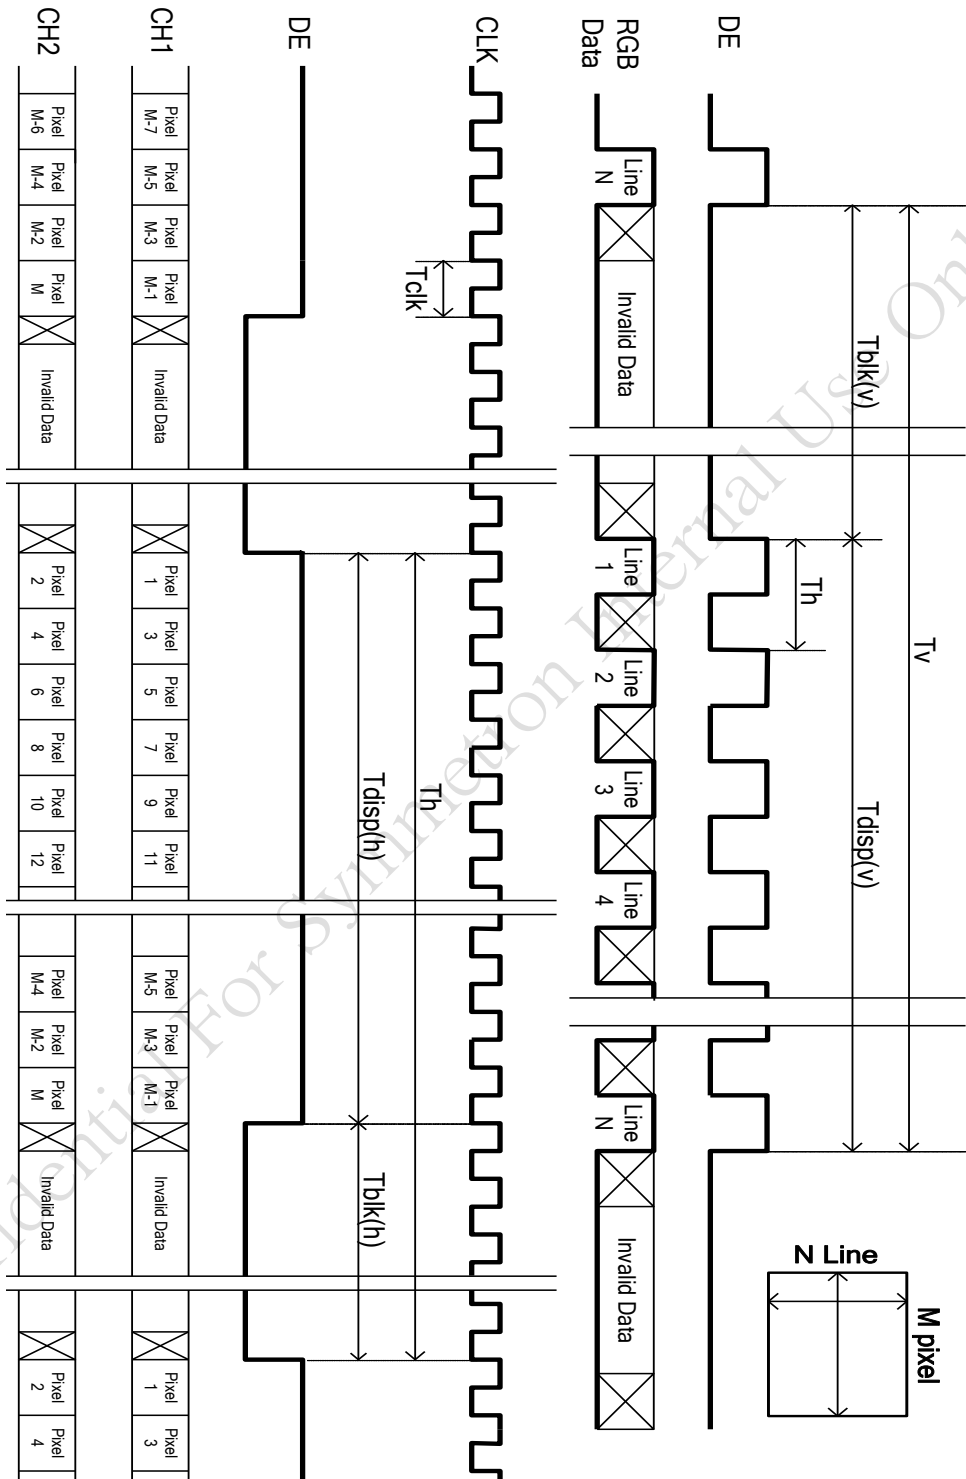 M pixel
N Line
Tv
Tblk(v)
Tdisp(v)
Th
DE
RGB
Data
Line
N
Invalid Data
Line
1
Line
2
Line
3
Line
4
Line
N
Invalid Data
CLK
Tclk
Th
Tdisp(h)
Tblk(h)
DE
CH1
Pixel
M-7
Pixel
M-5
Pixel
M-3
Pixel
M-1
Invalid Data
Pixel
1
Pixel
3
Pixel
5
Pixel
7
Pixel
9
Pixel
11
Pixel
M-5
Pixel
M-3
Pixel
M-1
Invalid Data
Pixel
1
Pixel
3
CH2
Pixel
M-6
Pixel
M-4
Pixel
M-2
Pixel
M
Invalid Data
Pixel
2
Pixel
4
Pixel
6
Pixel
8
Pixel
10
Pixel
12
Pixel
M-4
Pixel
M-2
Pixel
M
Invalid Data
Pixel
2
Pixel
4
For Symmetron Internal Use